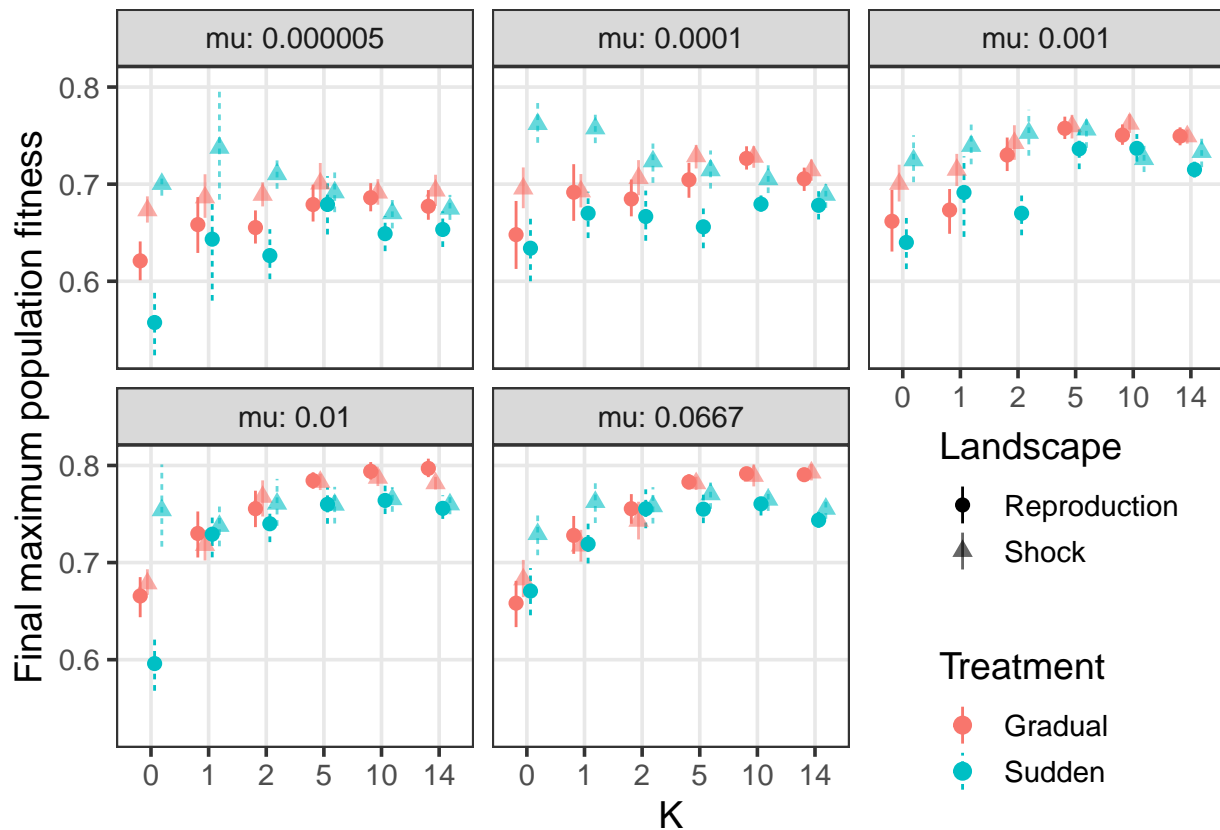 mu: 0.000005
mu: 0.0001
mu: 0.001
0.8
0.7
0.6
0 1 2 5 10 14
mu: 0.01
mu: 0.0667
0.8
0.7
0.6
0 1 2 5 10 14
0 1 2 5 10 14
Final maximum population fitness
K
Landscape
Reproduction
Shock
Treatment
Gradual
Sudden